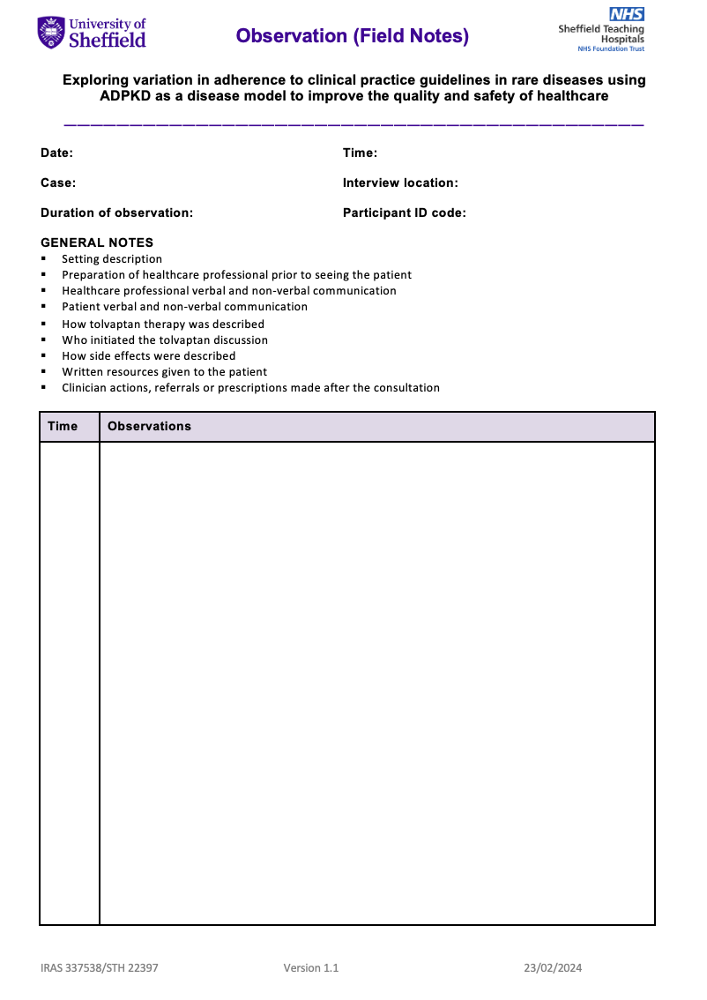 University of
Sheffield
Observation (Field Notes)
NHS
Sheffield Teaching
Hospitals
NHS Foundation Trust
Exploring variation in adherence to clinical practice guidelines in rare diseases using
ADPKD as a disease model to improve the quality and safety of healthcare
Date: Time:
Case: Interview location:
Duration of observation: Participant ID code:
GENERAL NOTES
▪ Setting description
▪ Preparation of healthcare professional prior to seeing the patient
▪ Healthcare professional verbal and non-verbal communication
▪ Patient verbal and non-verbal communication
▪ How tolvaptan therapy was described
▪ Who initiated the tolvaptan discussion
▪ How side effects were described
▪ Written resources given to the patient
▪ Clinician actions, referrals or prescriptions made after the consultation
Time Observations
IRAS 337538/STH 22397 Version 1.1 23/02/2024